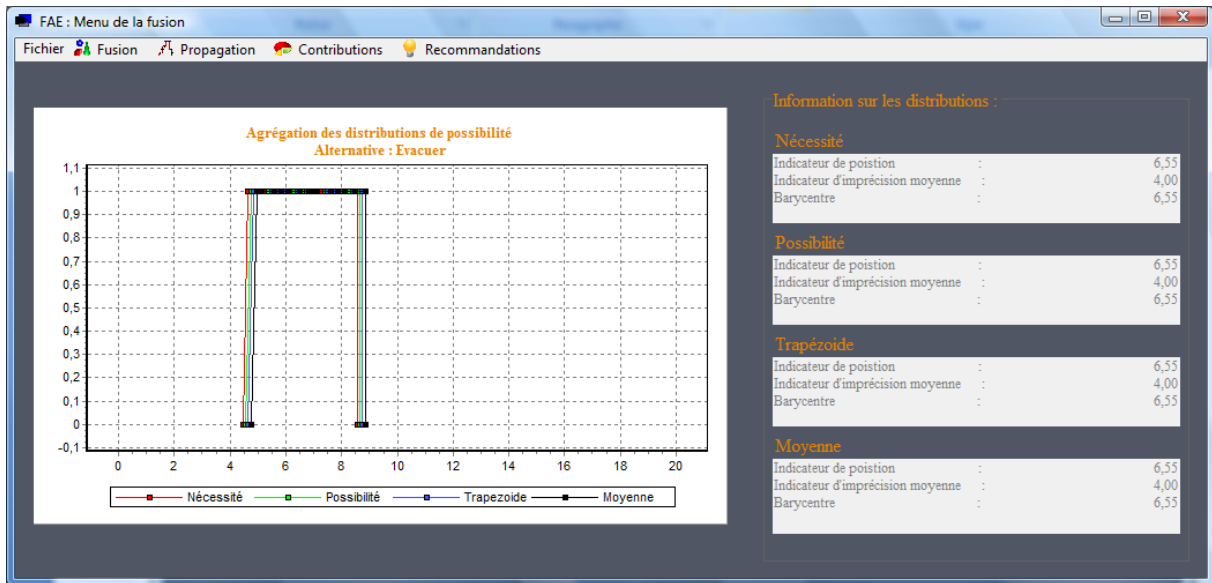 FAE : Menu de la fusion
Fichier Fusion Propagation Contributions Recommandations
Agrégation des distributions de possibilité
Alternative : Evacuer
1,1
1
0,9
0,8
0,7
0,6
0,5
0,4
0,3
0,2
0,1
0
-0,1
0 2 4 6 8 10 12 14 16 18 20
Nécessité Possibilité Trapezoide Moyenne
Information sur les distributions :
Nécessité
Indicateur de poistion : 6,55
Indicateur d'imprécision moyenne : 4,00
Barycentre : 6,55
Possibilité
Indicateur de poistion : 6,55
Indicateur d'imprécision moyenne : 4,00
Barycentre : 6,55
Trapézoide
Indicateur de poistion : 6,55
Indicateur d'imprécision moyenne : 4,00
Barycentre : 6,55
Moyenne
Indicateur de poistion : 6,55
Indicateur d'imprécision moyenne : 4,00
Barycentre : 6,55